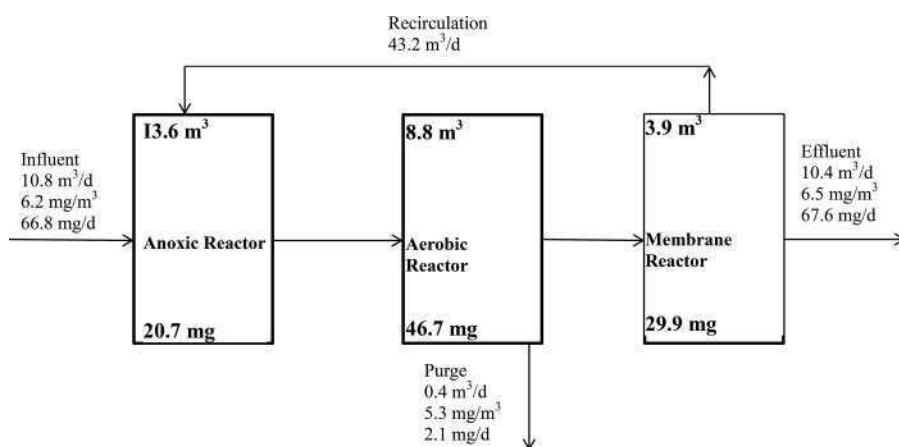 Recirculation
43.2 m³/d
I3.6 m³
8.8 m³
3.9 m³
Influent
10.8 m³/d
6.2 mg/m³
66.8 mg/d
Effluent
10.4 m³/d
6.5 mg/m³
67.6 mg/d
Anoxic Reactor
Aerobic
Reactor
Membrane
Reactor
20.7 mg
46.7 mg
29.9 mg
Purge
0.4 m³/d
5.3 mg/m³
2.1 mg/d